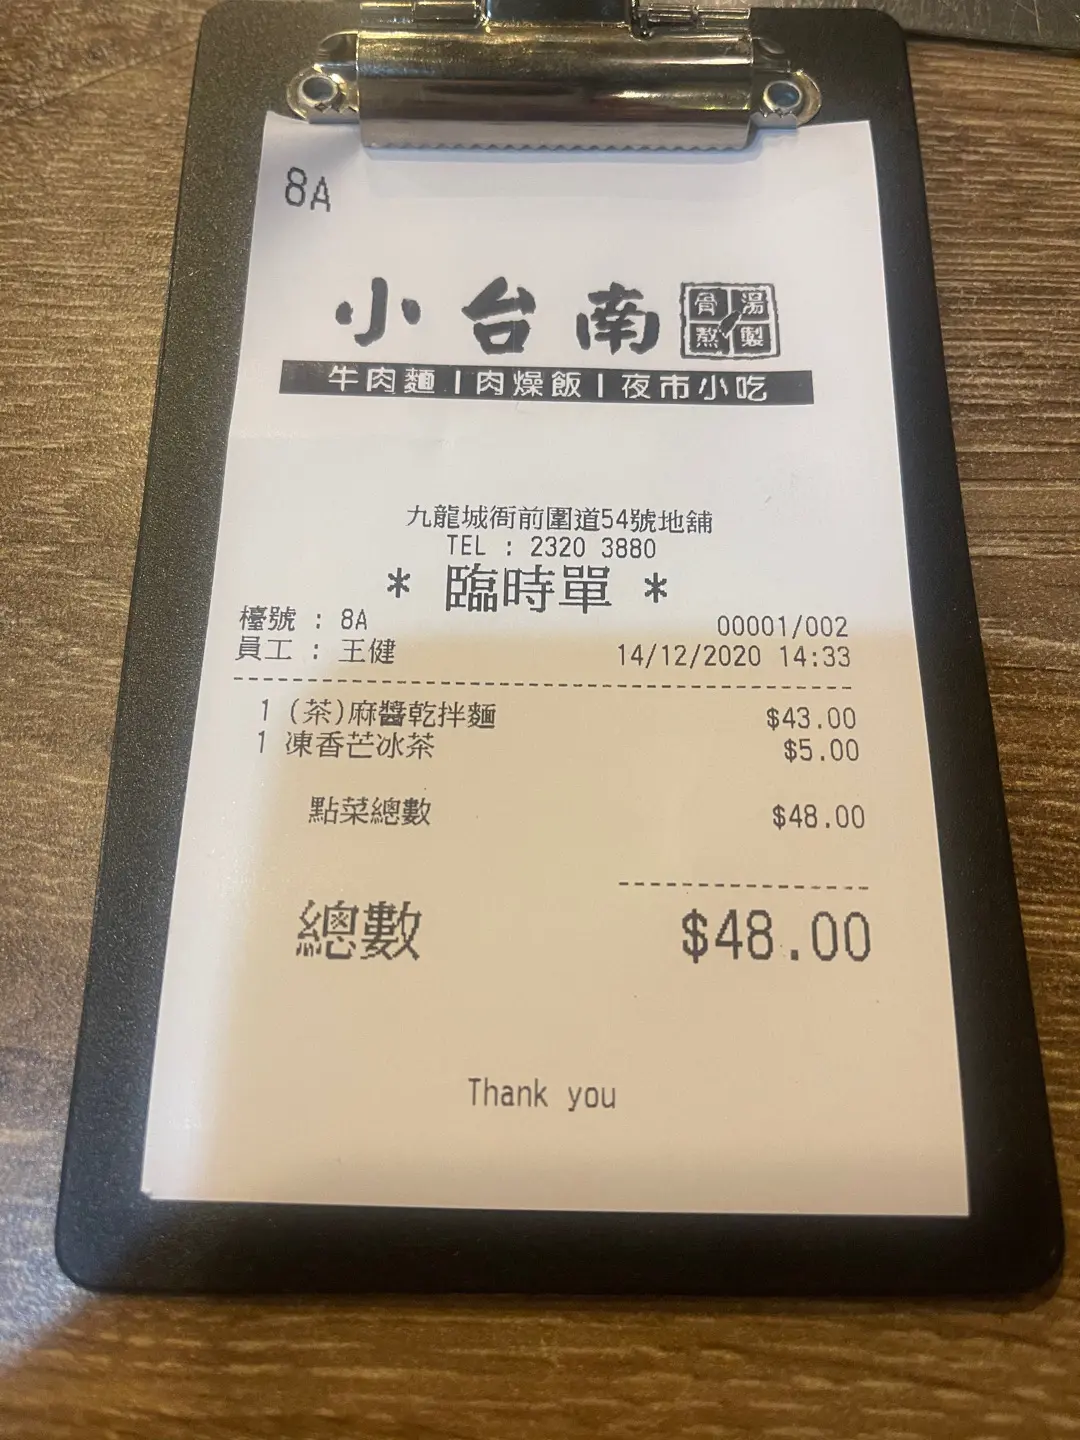 8A
小台南 骨湯熬製
牛肉麵 | 肉燥飯 | 夜市小吃
九龍城衙前圍道54號地舖
TEL : 2320 3880
* 臨時單 *
檯號 : 8A 00001/002
員工 : 王健 14/12/2020 14:33
1 (茶)麻醬乾拌麵 $43.00
1 凍香芒冰茶 $5.00
點菜總數 $48.00
總數 $48.00
Thank you